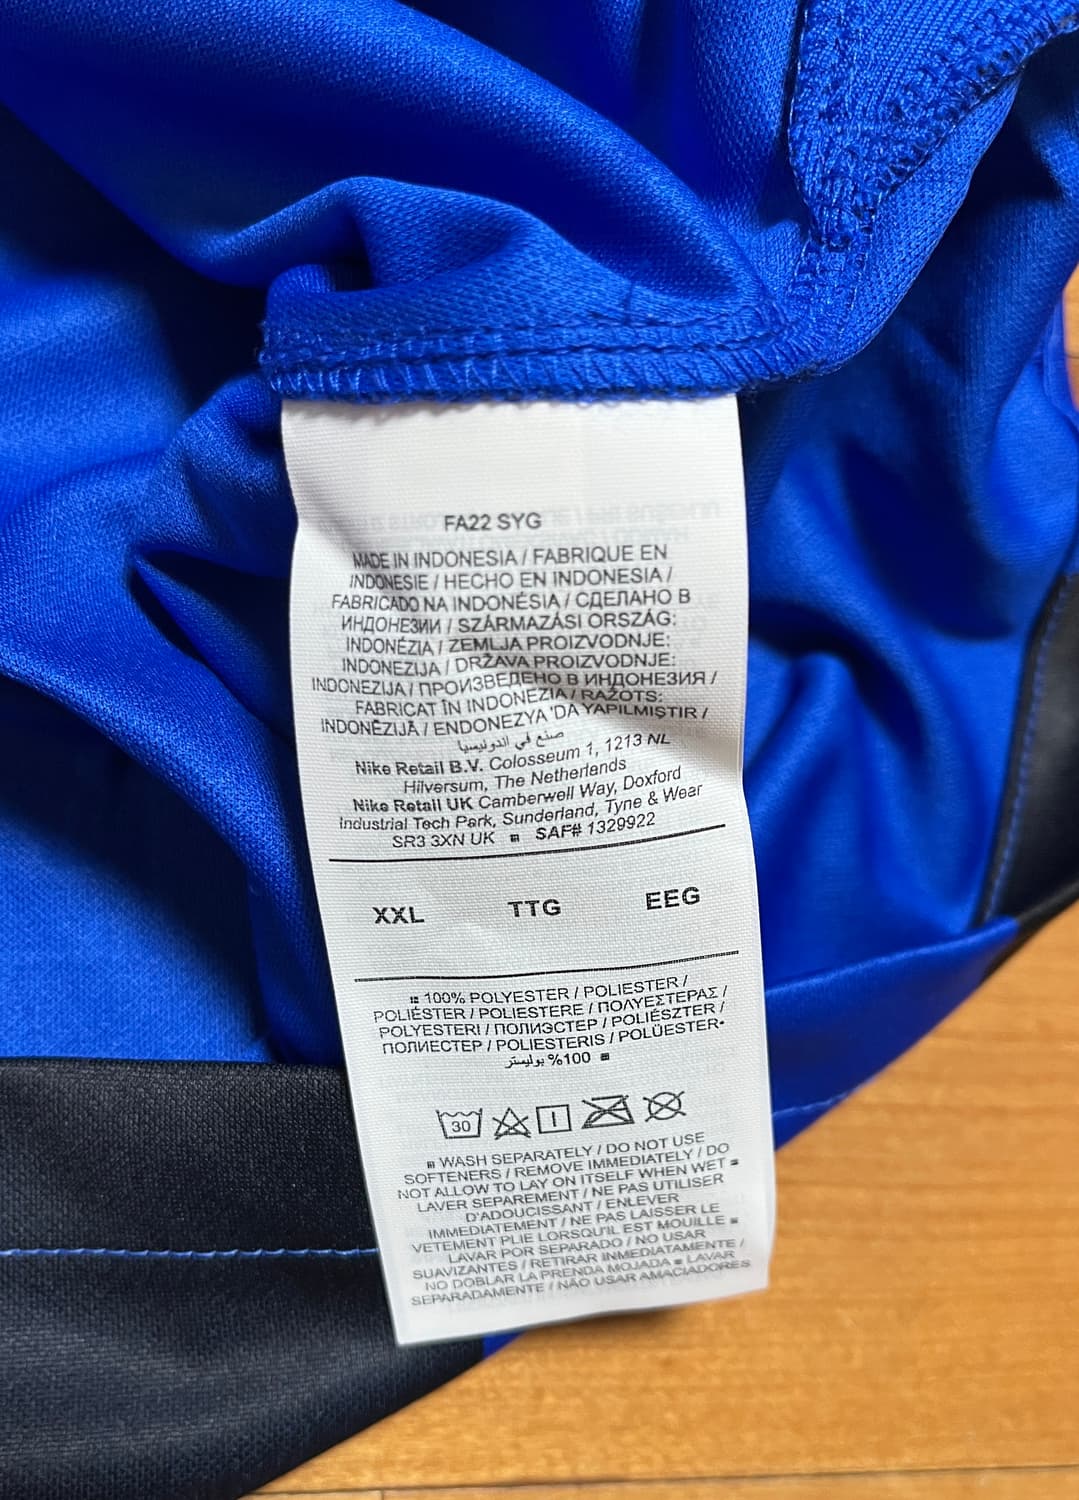 FA22 SYG
MADE IN INDONESIA / FABRIQUE EN
INDONESIE / HECHO EN INDONESIA /
FABRICADO NA INDONÉSIA / СДЕЛАНО В
ИНДОНЕЗИИ / SZÁRMAZÁSI ORSZÁG:
INDONÉZIA / ZEMLJA PROIZVODNJE:
INDONEZIJA / DRŽAVA PROIZVODNJE:
INDONEZIJA / ПРОИЗВЕДЕНО В ИНДОНЕЗИЯ /
FABRICAT ÎN INDONEZIA / RAŽOTS:
INDONĒZIJĀ / ENDONEZYA 'DA YAPILMIŞTIR /
صنع في اندونيسيا
Nike Retail B.V. Colosseum 1, 1213 NL
Hilversum, The Netherlands
Nike Retail UK Camberwell Way, Doxford
Industrial Tech Park, Sunderland, Tyne & Wear
SR3 3XN UK SAF# 1329922
XXL TTG EEG
100% POLYESTER / POLIESTER /
POLIÉSTER / POLIESTERE / ΠΟΛΥΕΣΤΕΡΑΣ /
POLYESTERI / ПОЛИЭСТЕР / POLIÉSZTER /
ПОЛИЕСТЕР / POLIESTERIS / POLÜESTER•
100% بوليستر
30
WASH SEPARATELY / DO NOT USE
SOFTENERS / REMOVE IMMEDIATELY / DO
NOT ALLOW TO LAY ON ITSELF WHEN WET
LAVER SEPAREMENT / NE PAS UTILISER
D'ADOUCISSANT / ENLEVER
IMMEDIATEMENT / NE PAS LAISSER LE
VETEMENT PLIE LORSQU'IL EST MOUILLE
LAVAR POR SEPARADO / NO USAR
SUAVIZANTES / RETIRAR INMEDIATAMENTE /
NO DOBLAR LA PRENDA MOJADA LAVAR
SEPARADAMENTE / NÃO USAR AMACIADORES